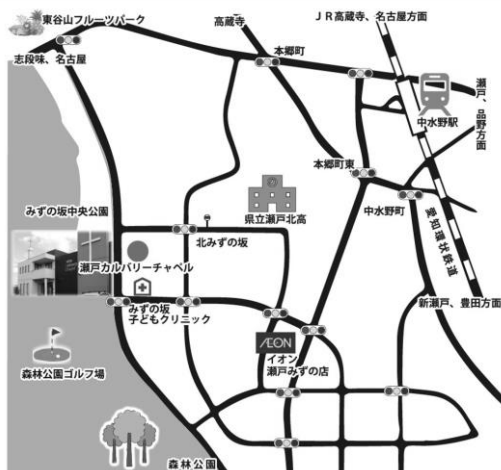 東谷山フルーツパーク
高蔵寺
JR高蔵寺、名古屋方面
本郷町
志段味、名古屋
瀬戸、品野方面
中水野駅
本郷町東
県立瀬戸北高
中水野町
みずの坂中央公園
北みずの坂
愛知環状鉄道
瀬戸カルバリーチャペル
みずの坂
子どもクリニック
新瀬戸、豊田方面
AEON
イオン
瀬戸みずの店
森林公園ゴルフ場
森林公園